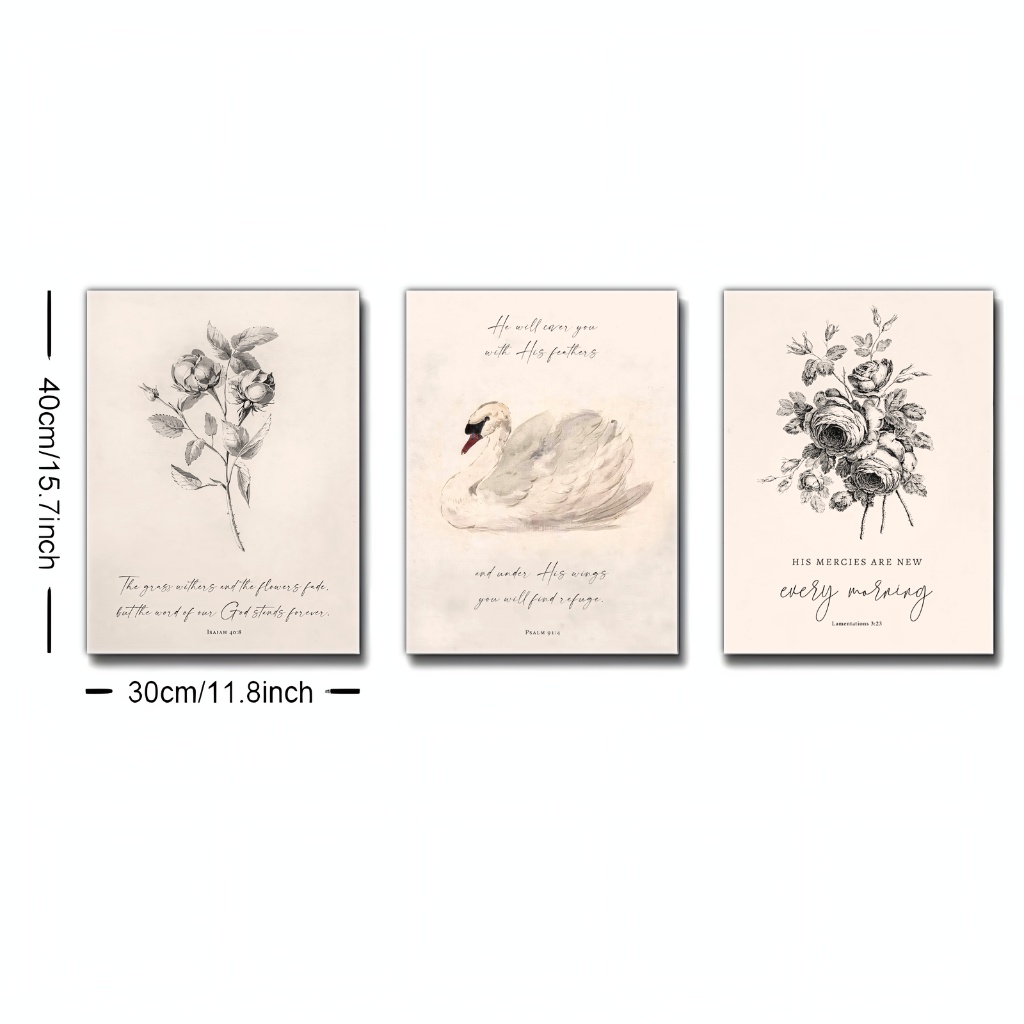 40cm/15.7inch
The grass withers and the flowers fade,
but the word of our God stands forever.
ISAIAH 40:8
He will cover you
with His feathers
and under His wings
you will find refuge.
PSALM 91:4
HIS MERCIES ARE NEW
every morning
Lamentations 3:23
30cm/11.8inch